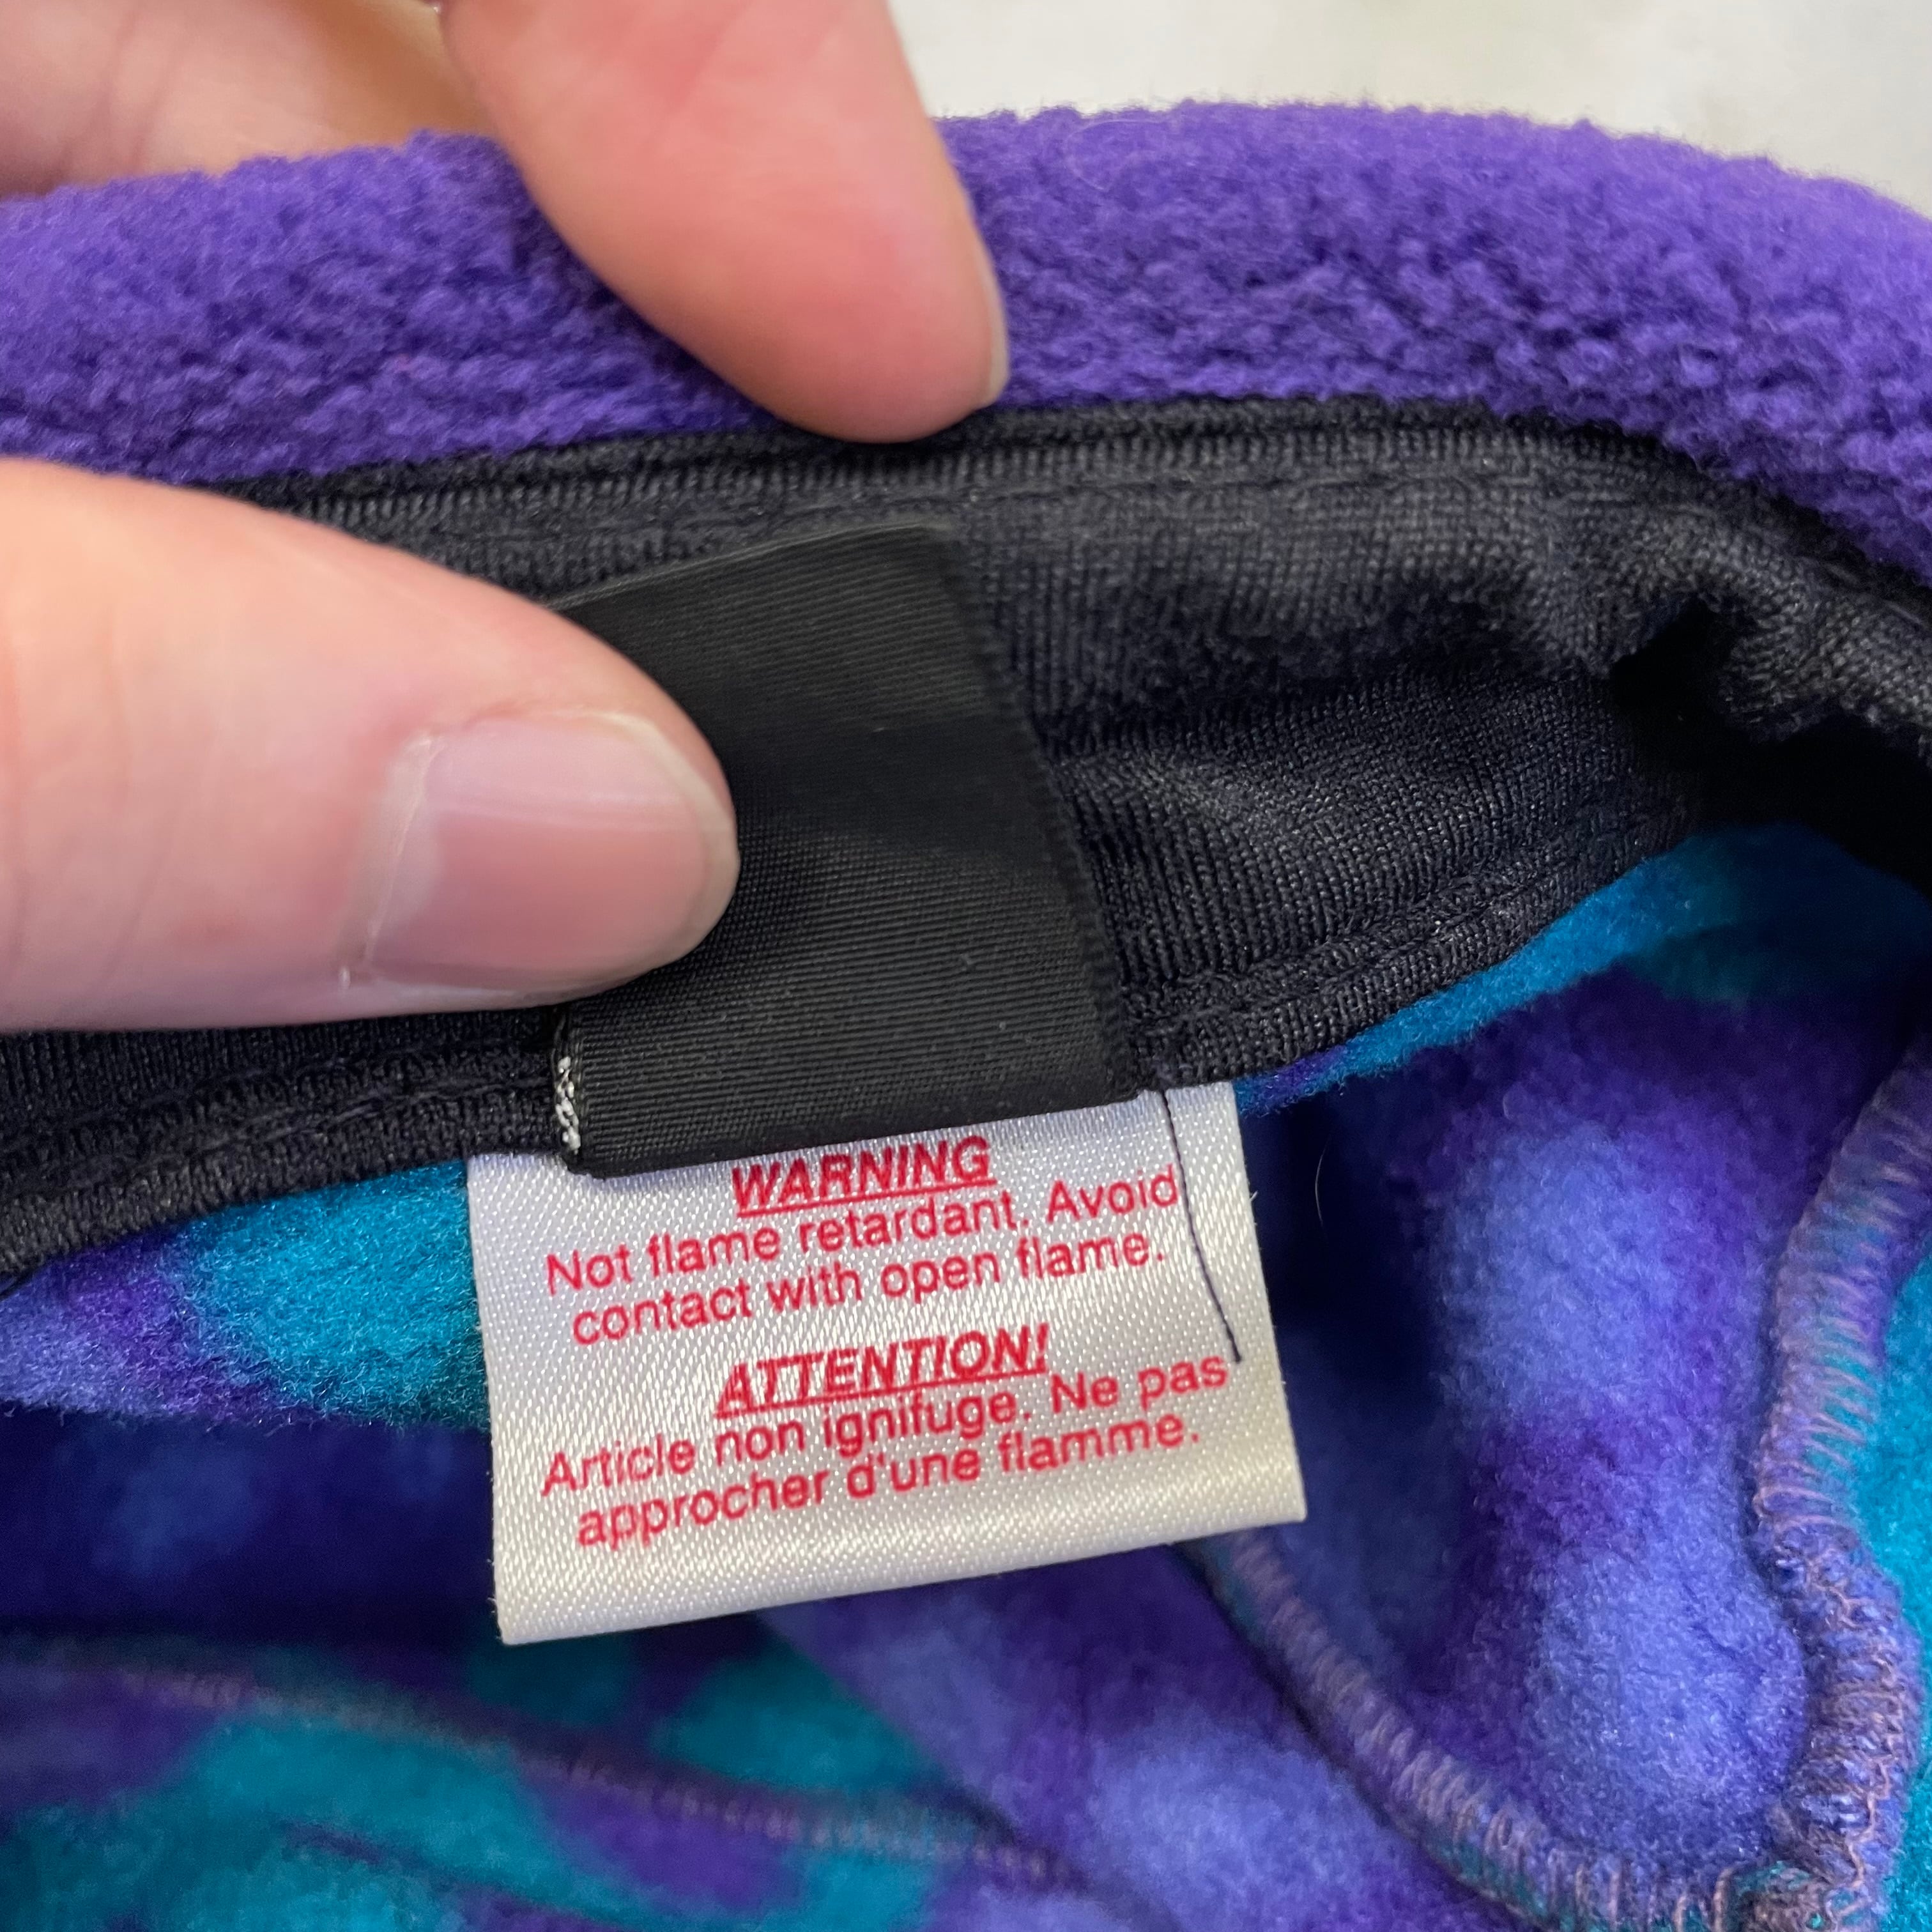 WARNING
Not flame retardant. Avoid
contact with open flame.
ATTENTION!
Article non ignifuge. Ne pas
approcher d'une flamme.